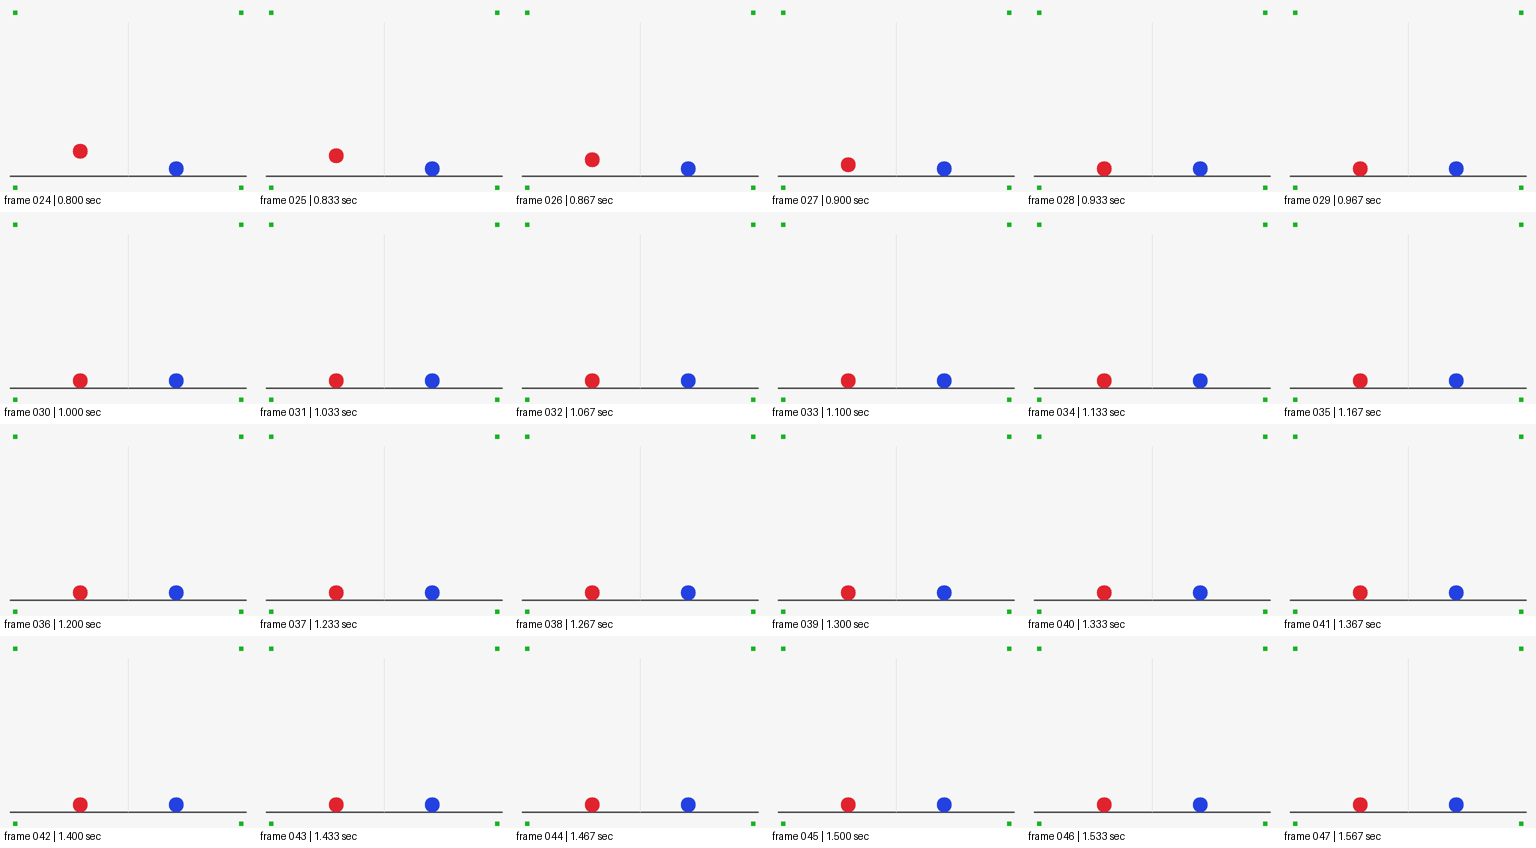 frame 024 | 0.800 sec
frame 025 | 0.833 sec
frame 026 | 0.867 sec
frame 027 | 0.900 sec
frame 028 | 0.933 sec
frame 029 | 0.967 sec
frame 030 | 1.000 sec
frame 031 | 1.033 sec
frame 032 | 1.067 sec
frame 033 | 1.100 sec
frame 034 | 1.133 sec
frame 035 | 1.167 sec
frame 036 | 1.200 sec
frame 037 | 1.233 sec
frame 038 | 1.267 sec
frame 039 | 1.300 sec
frame 040 | 1.333 sec
frame 041 | 1.367 sec
frame 042 | 1.400 sec
frame 043 | 1.433 sec
frame 044 | 1.467 sec
frame 045 | 1.500 sec
frame 046 | 1.533 sec
frame 047 | 1.567 sec